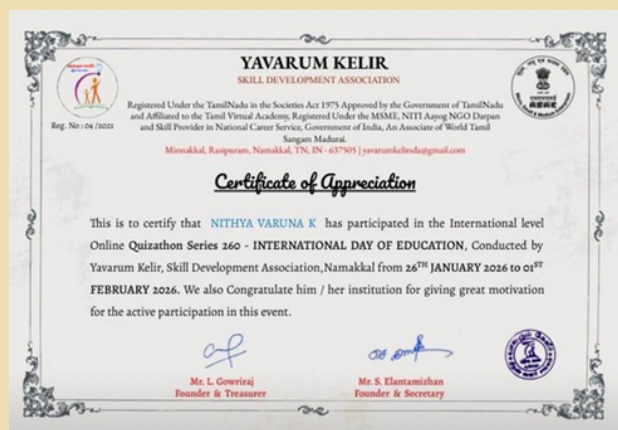 YAVARUM KELIR
SKILL DEVELOPMENT ASSOCIATION
Registered Under the TamilNadu in the Societies Act 1975 Approved by the Government of TamilNadu
and Affiliated to the Tamil Virtual Academy, Registered Under the MSME, NITI Aayog NGO Darpan
and Skill Provider in National Career Service, Government of India, An Associate of World Tamil
Sangam Madurai.
Reg. No : 04 /2022
Minnakkal, Rasipuram, Namakkal, TN, IN - 637505 | yavarumkelirsda@gmail.com
Certificate of Appreciation
This is to certify that NITHYA VARUNA K has participated in the International level
Online Quizathon Series 260 - INTERNATIONAL DAY OF EDUCATION, Conducted by
Yavarum Kelir, Skill Development Association,Namakkal from 26TH JANUARY 2026 to 01ST
FEBRUARY 2026. We also Congratulate him / her institution for giving great motivation
for the active participation in this event.
Mr. L. Gowriraj
Founder & Treasurer
Mr. S. Elantamizhan
Founder & Secretary